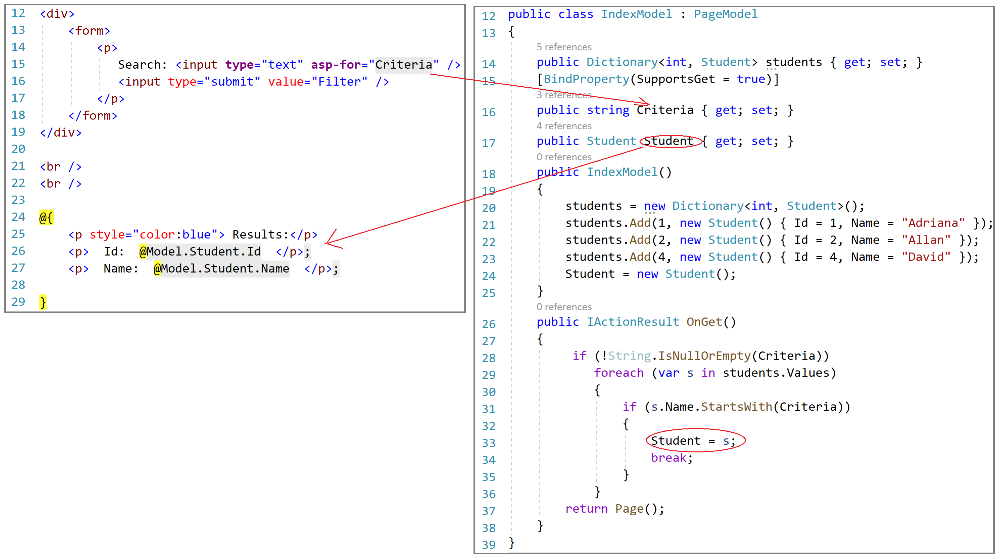 12 <div>
13 <form>
14 <p>
15 Search: <input type="text" asp-for="Criteria" />
16 <input type="submit" value="Filter" />
17 </p>
18 </form>
19 </div>
20
21 <br />
22 <br />
23
24 @{
25 <p style="color:blue"> Results:</p>
26 <p> Id: @Model.Student.Id </p>;
27 <p> Name: @Model.Student.Name </p>;
28
29 }
12 public class IndexModel : PageModel
13 {
5 references
14 public Dictionary<int, Student> students { get; set; }
15 [BindProperty(SupportsGet = true)]
3 references
16 public string Criteria { get; set; }
4 references
17 public Student Student { get; set; }
0 references
18 public IndexModel()
19 {
20 students = new Dictionary<int, Student>();
21 students.Add(1, new Student() { Id = 1, Name = "Adriana" });
22 students.Add(2, new Student() { Id = 2, Name = "Allan" });
23 students.Add(4, new Student() { Id = 4, Name = "David" });
24 Student = new Student();
25 }
0 references
26 public IActionResult OnGet()
27 {
28 if (!String.IsNullOrEmpty(Criteria))
29 foreach (var s in students.Values)
30 {
31 if (s.Name.StartsWith(Criteria))
32 {
33 Student = s;
34 break;
35 }
36 }
37 return Page();
38 }
39 }